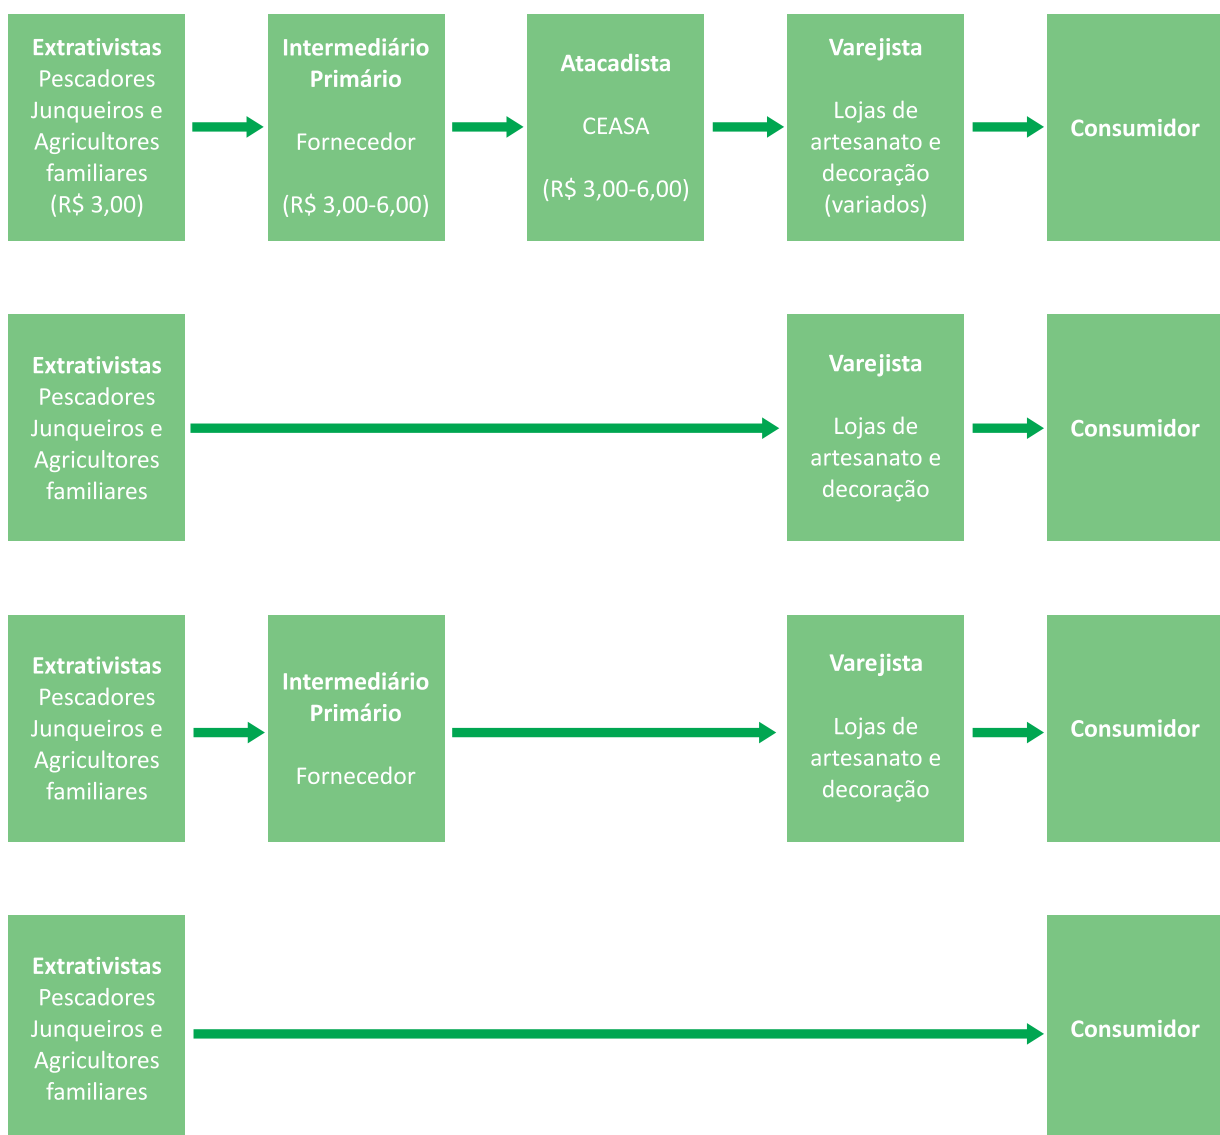 Extrativistas
Pescadores
Junqueiros e
Agricultores
familiares
(R$ 3,00)
Intermediário
Primário
Fornecedor
(R$ 3,00-6,00)
Atacadista
CEASA
(R$ 3,00-6,00)
Varejista
Lojas de
artesanato e
decoração
(variados)
Consumidor
Extrativistas
Pescadores
Junqueiros e
Agricultores
familiares
Varejista
Lojas de
artesanato e
decoração
Consumidor
Extrativistas
Pescadores
Junqueiros e
Agricultores
familiares
Intermediário
Primário
Fornecedor
Varejista
Lojas de
artesanato e
decoração
Consumidor
Extrativistas
Pescadores
Junqueiros e
Agricultores
familiares
Consumidor